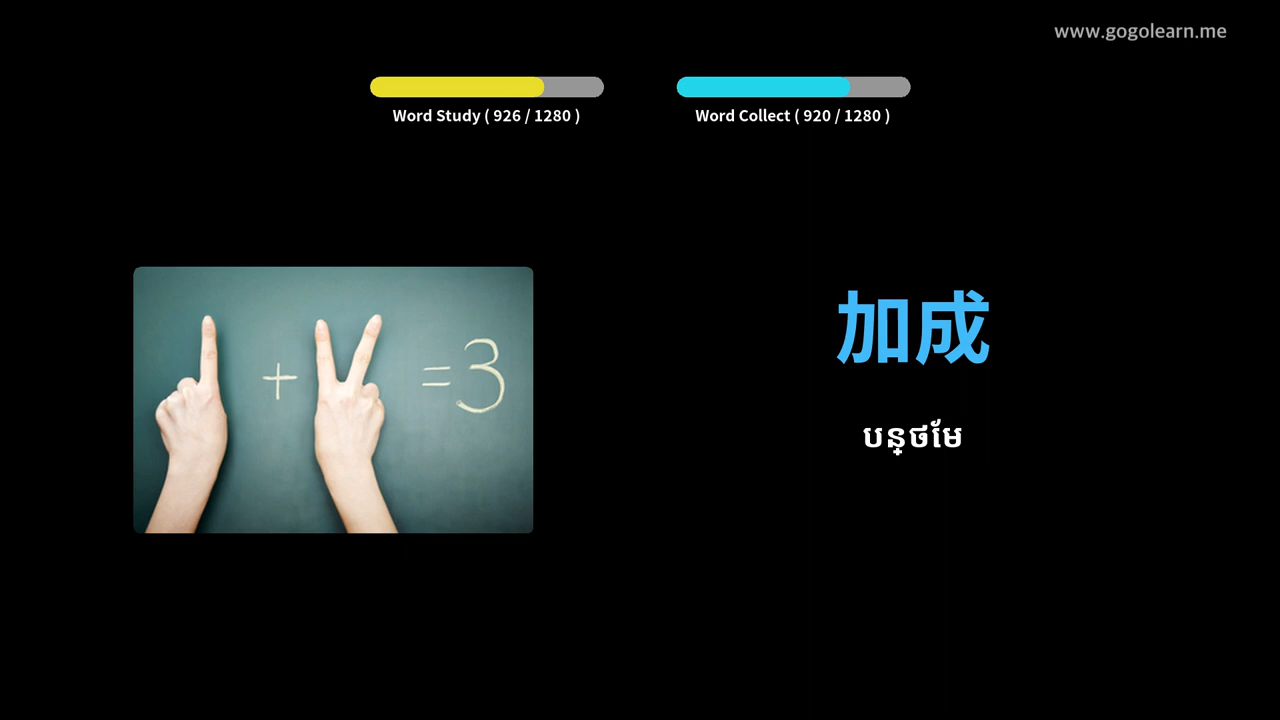 www.gogolearn.me
Word Study ( 926 / 1280 )
Word Collect ( 920 / 1280 )
+ = 3
加成
បន្ថមែ